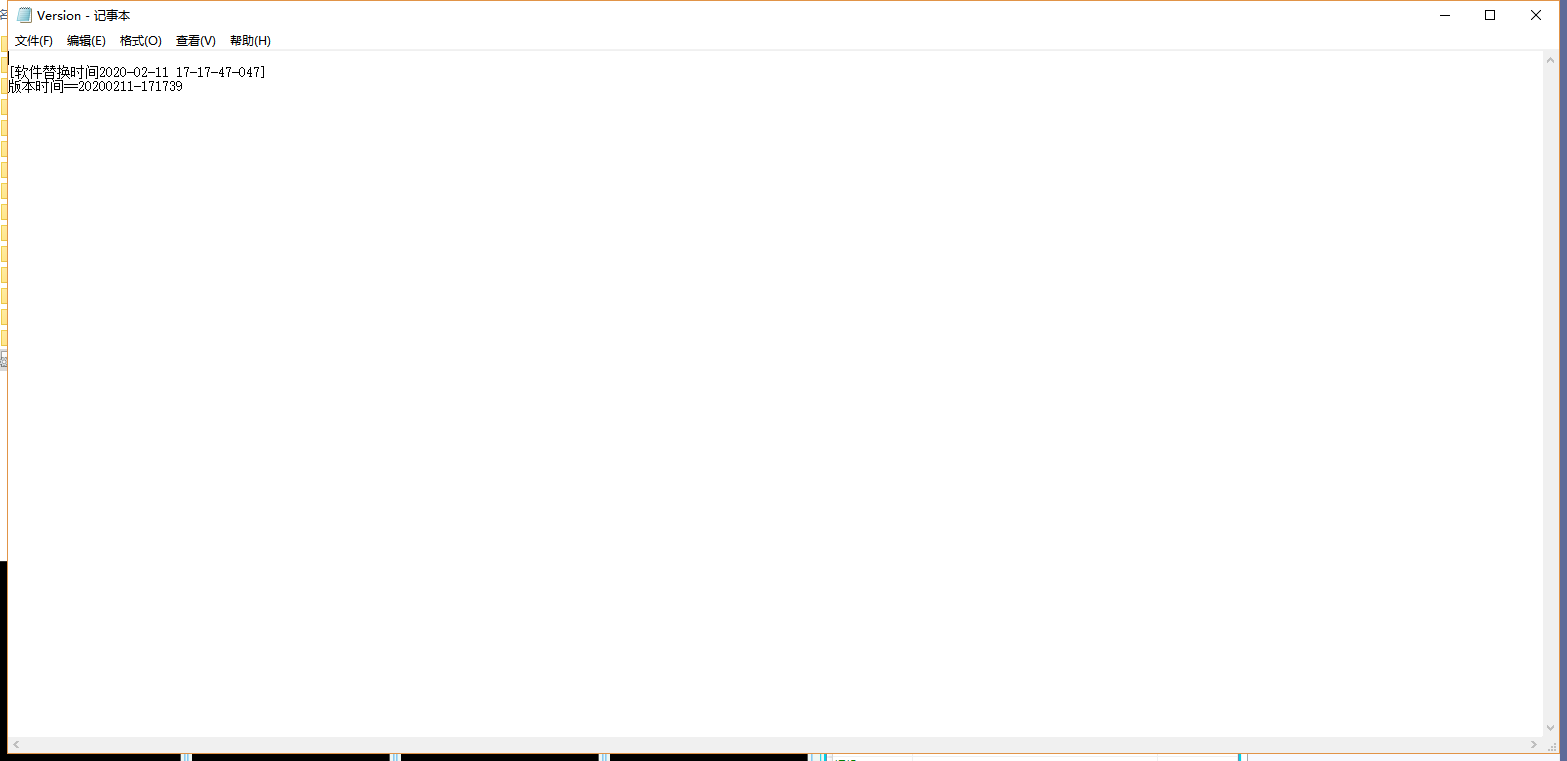 Version - 记事本
文件(F) 编辑(E) 格式(O) 查看(V) 帮助(H)
[软件替换时间2020-02-11 17-17-47-047]
版本时间==20200211-171739